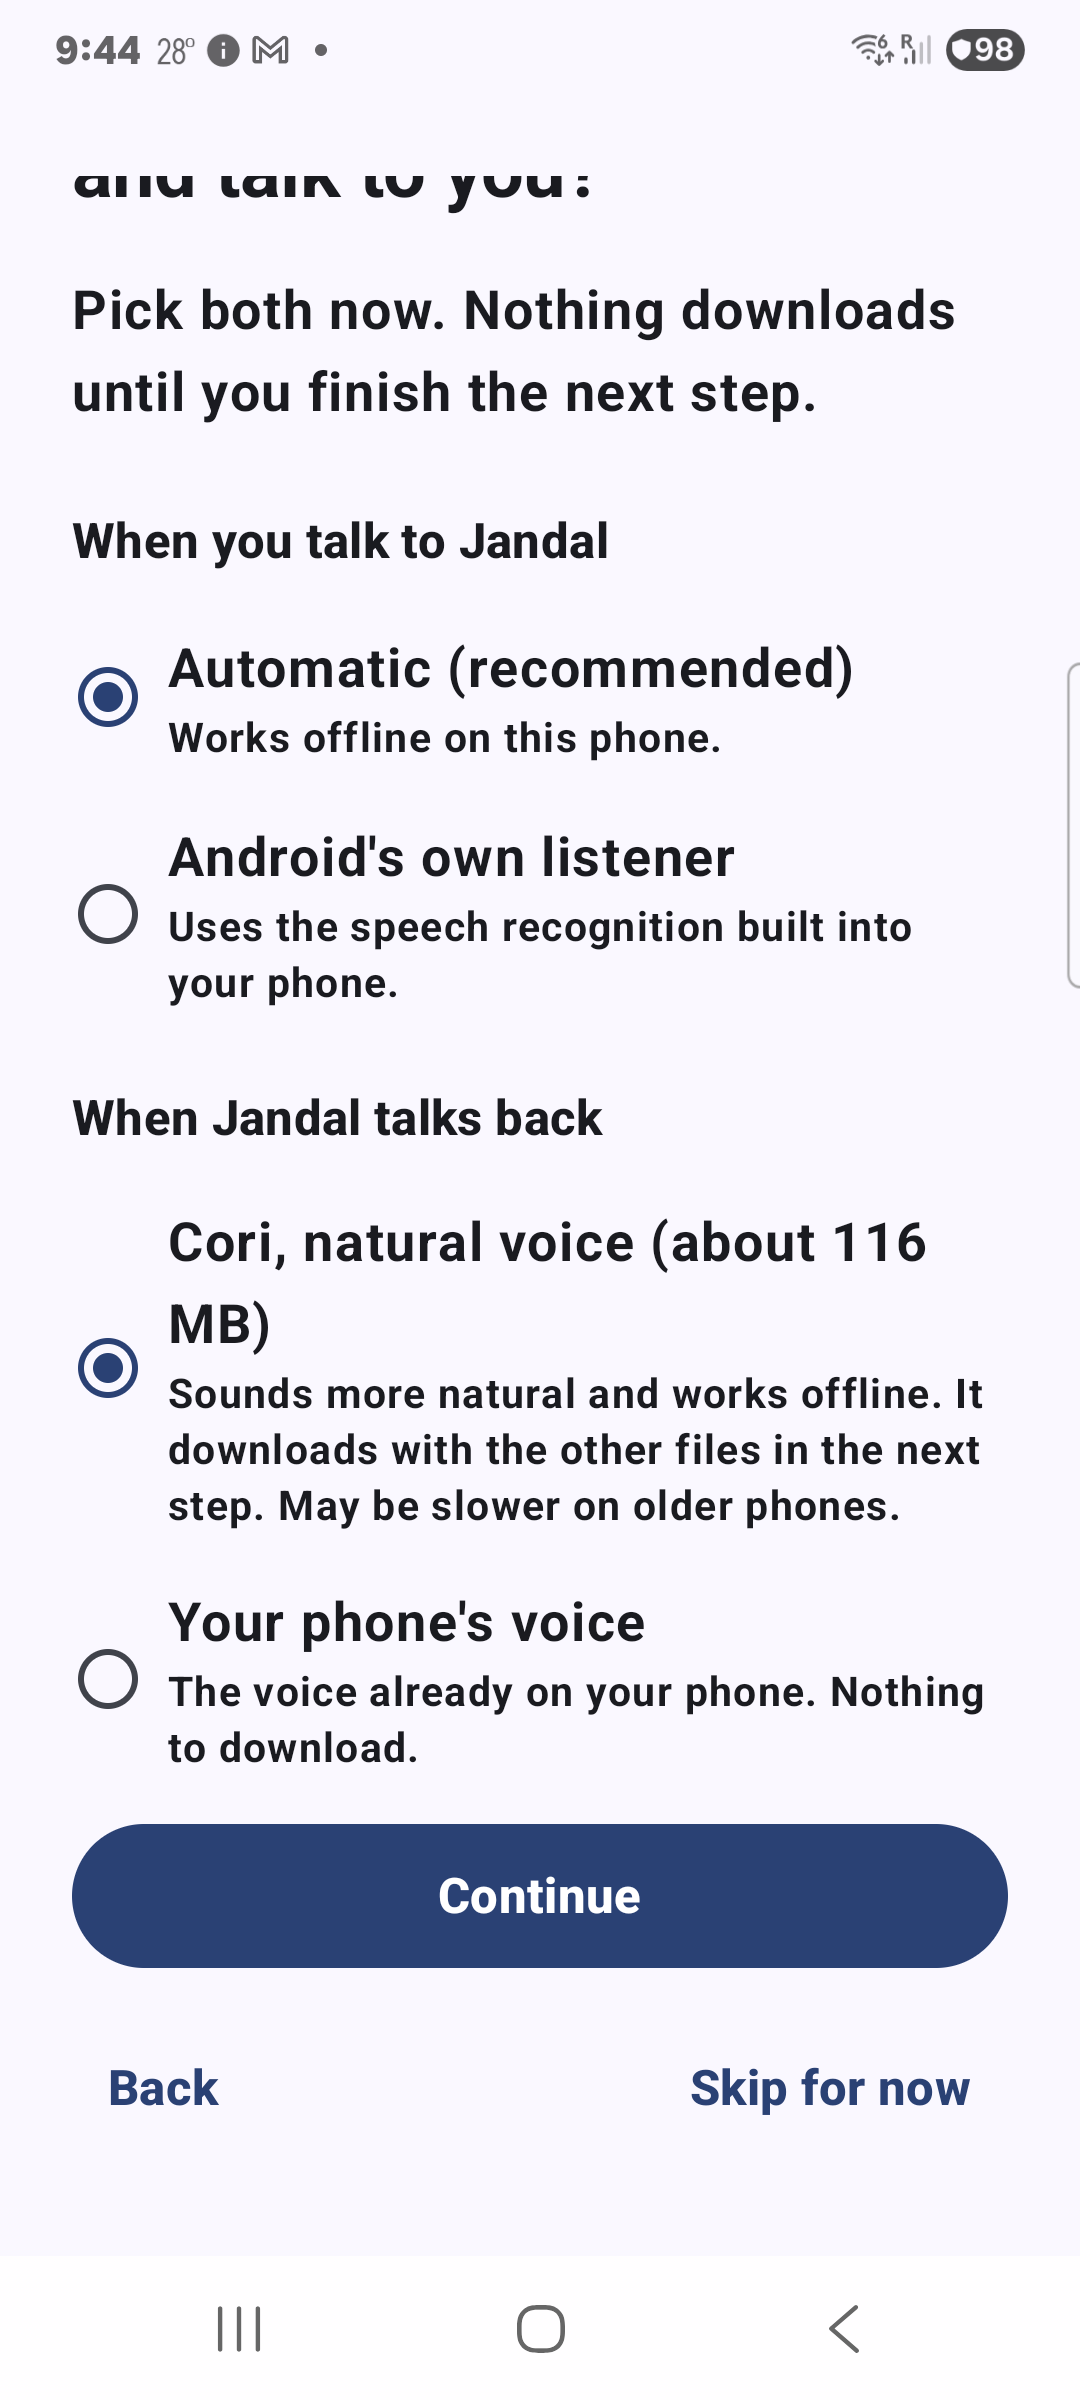 9:44 28° 98
and talk to you?
Pick both now. Nothing downloads
until you finish the next step.
When you talk to Jandal
Automatic (recommended)
Works offline on this phone.
Android's own listener
Uses the speech recognition built into
your phone.
When Jandal talks back
Cori, natural voice (about 116
MB)
Sounds more natural and works offline. It
downloads with the other files in the next
step. May be slower on older phones.
Your phone's voice
The voice already on your phone. Nothing
to download.
Continue
Back Skip for now